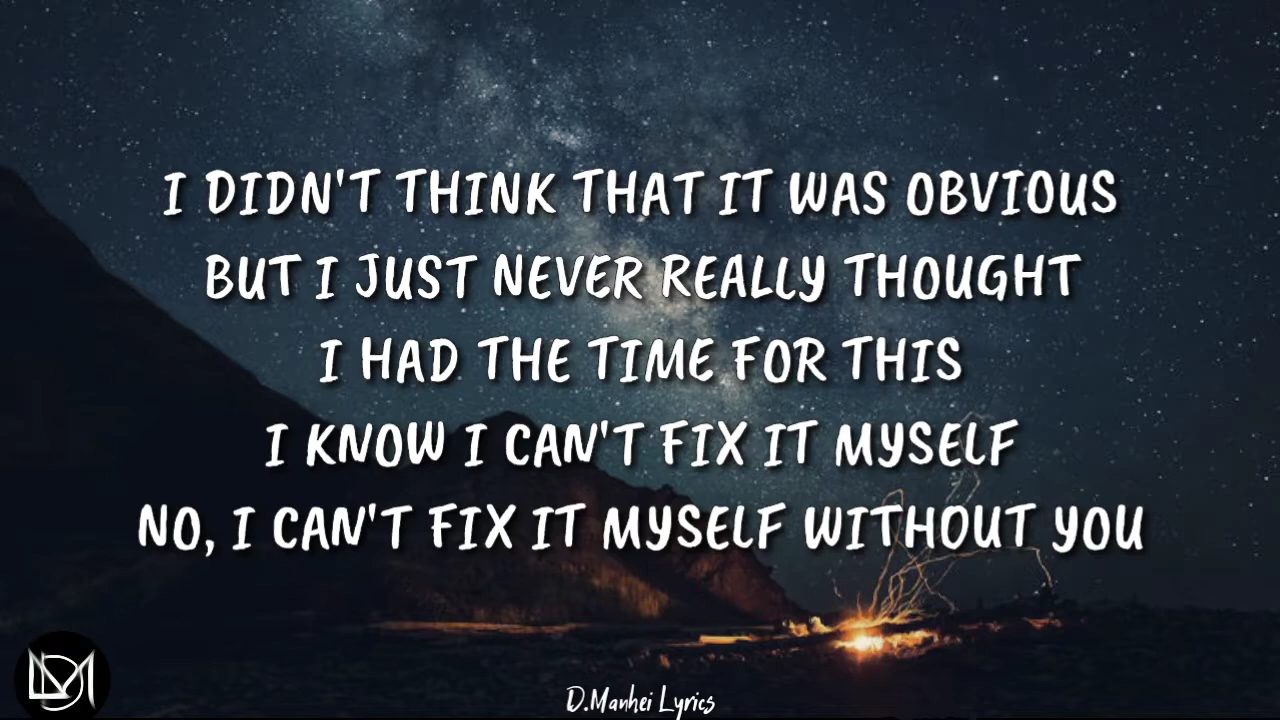 I DIDN'T THINK THAT IT WAS OBVIOUS
BUT I JUST NEVER REALLY THOUGHT
I HAD THE TIME FOR THIS
I KNOW I CAN'T FIX IT MYSELF
NO, I CAN'T FIX IT MYSELF WITHOUT YOU
DM
D.Manhei Lyrics